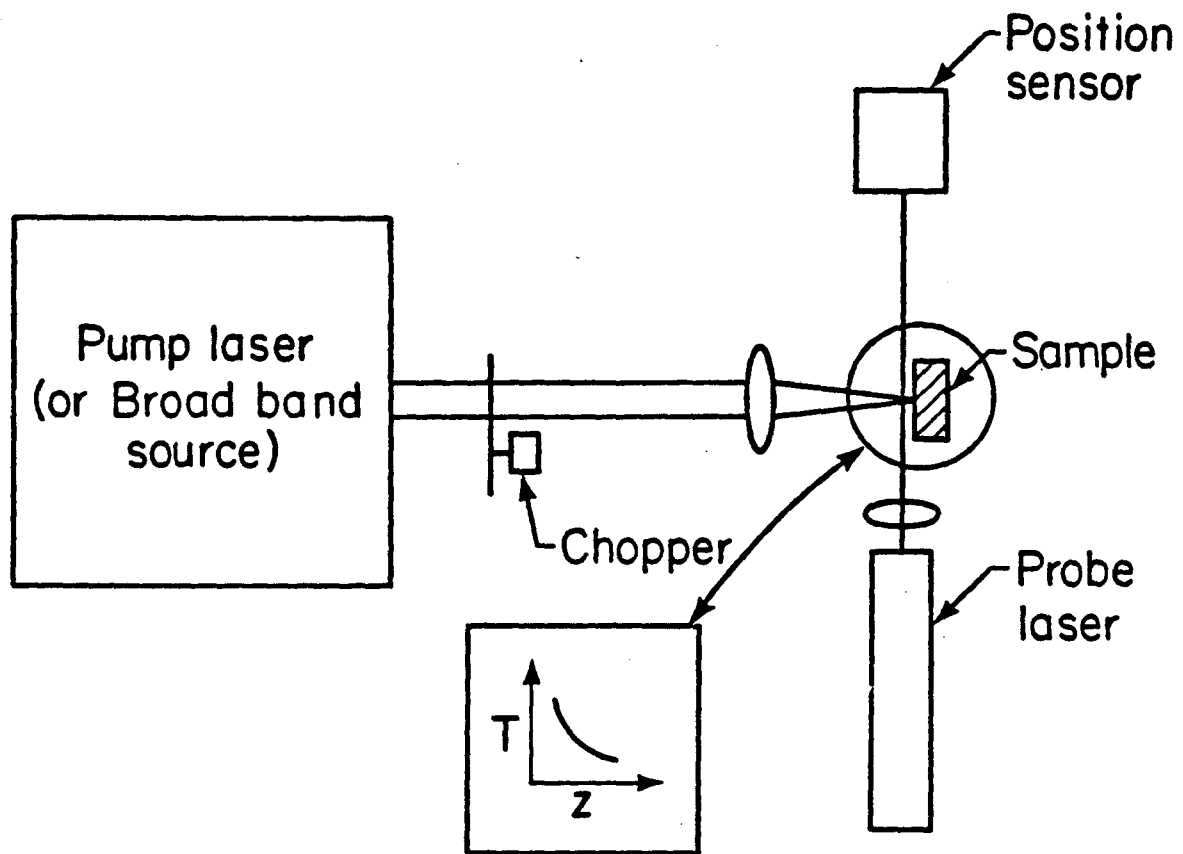 Position
sensor
Pump laser
(or Broad band
source)
Sample
Chopper
Probe
laser
T
z